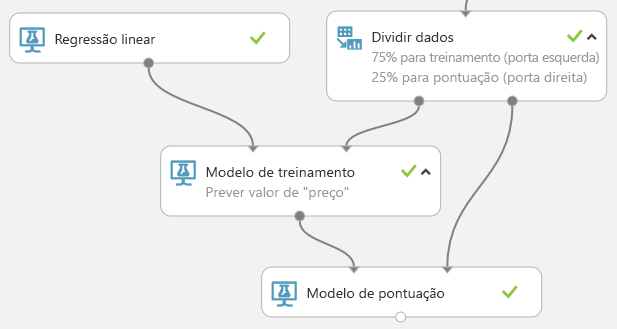 Regressão linear
Dividir dados
75% para treinamento (porta esquerda)
25% para pontuação (porta direita)
Modelo de treinamento
Prever valor de "preço"
Modelo de pontuação